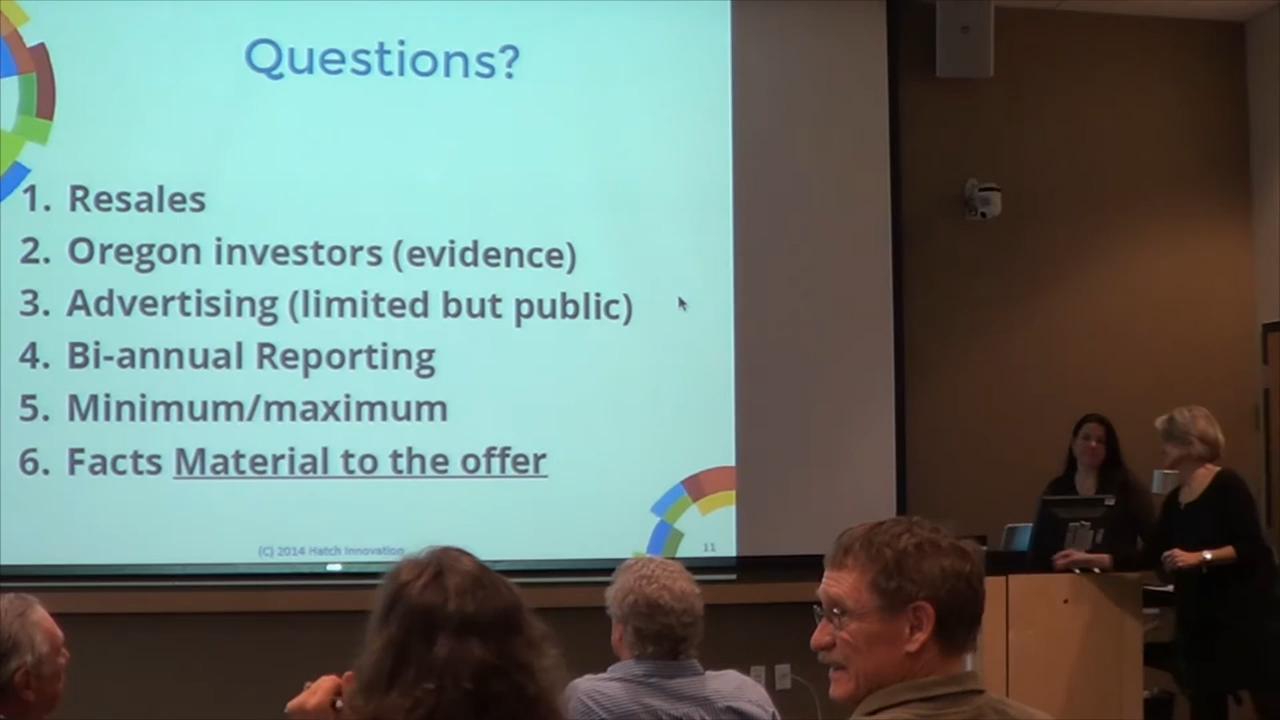 Questions?
1. Resales
2. Oregon investors (evidence)
3. Advertising (limited but public)
4. Bi-annual Reporting
5. Minimum/maximum
6. Facts Material to the offer
(C) 2014 Hatch Innovation
11